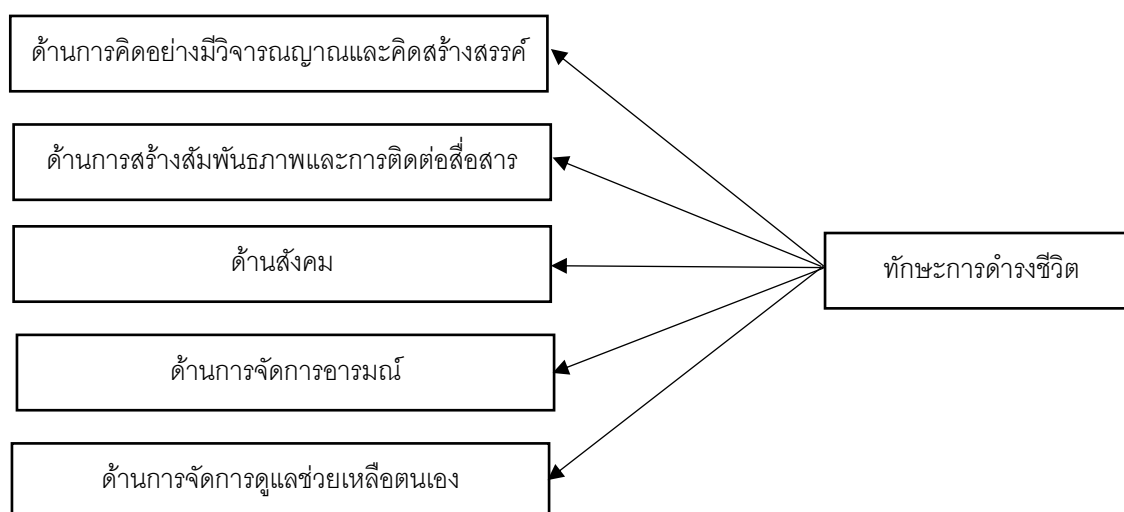 ด้านการคิดอย่างมีวิจารณญาณและคิดสร้างสรรค์
ด้านการสร้างสัมพันธภาพและการติดต่อสื่อสาร
ด้านสังคม
ทักษะการดำรงชีวิต
ด้านการจัดการอารมณ์
ด้านการจัดการดูแลช่วยเหลือตนเอง